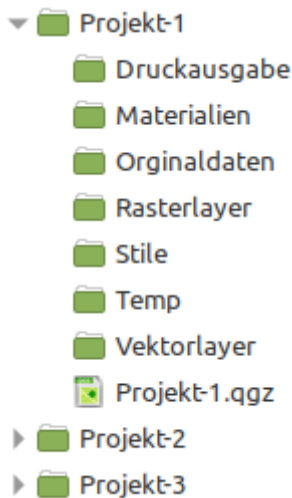 Projekt-1
Druckausgabe
Materialien
Orginaldaten
Rasterlayer
Stile
Temp
Vektorlayer
Projekt-1.qgz
Projekt-2
Projekt-3